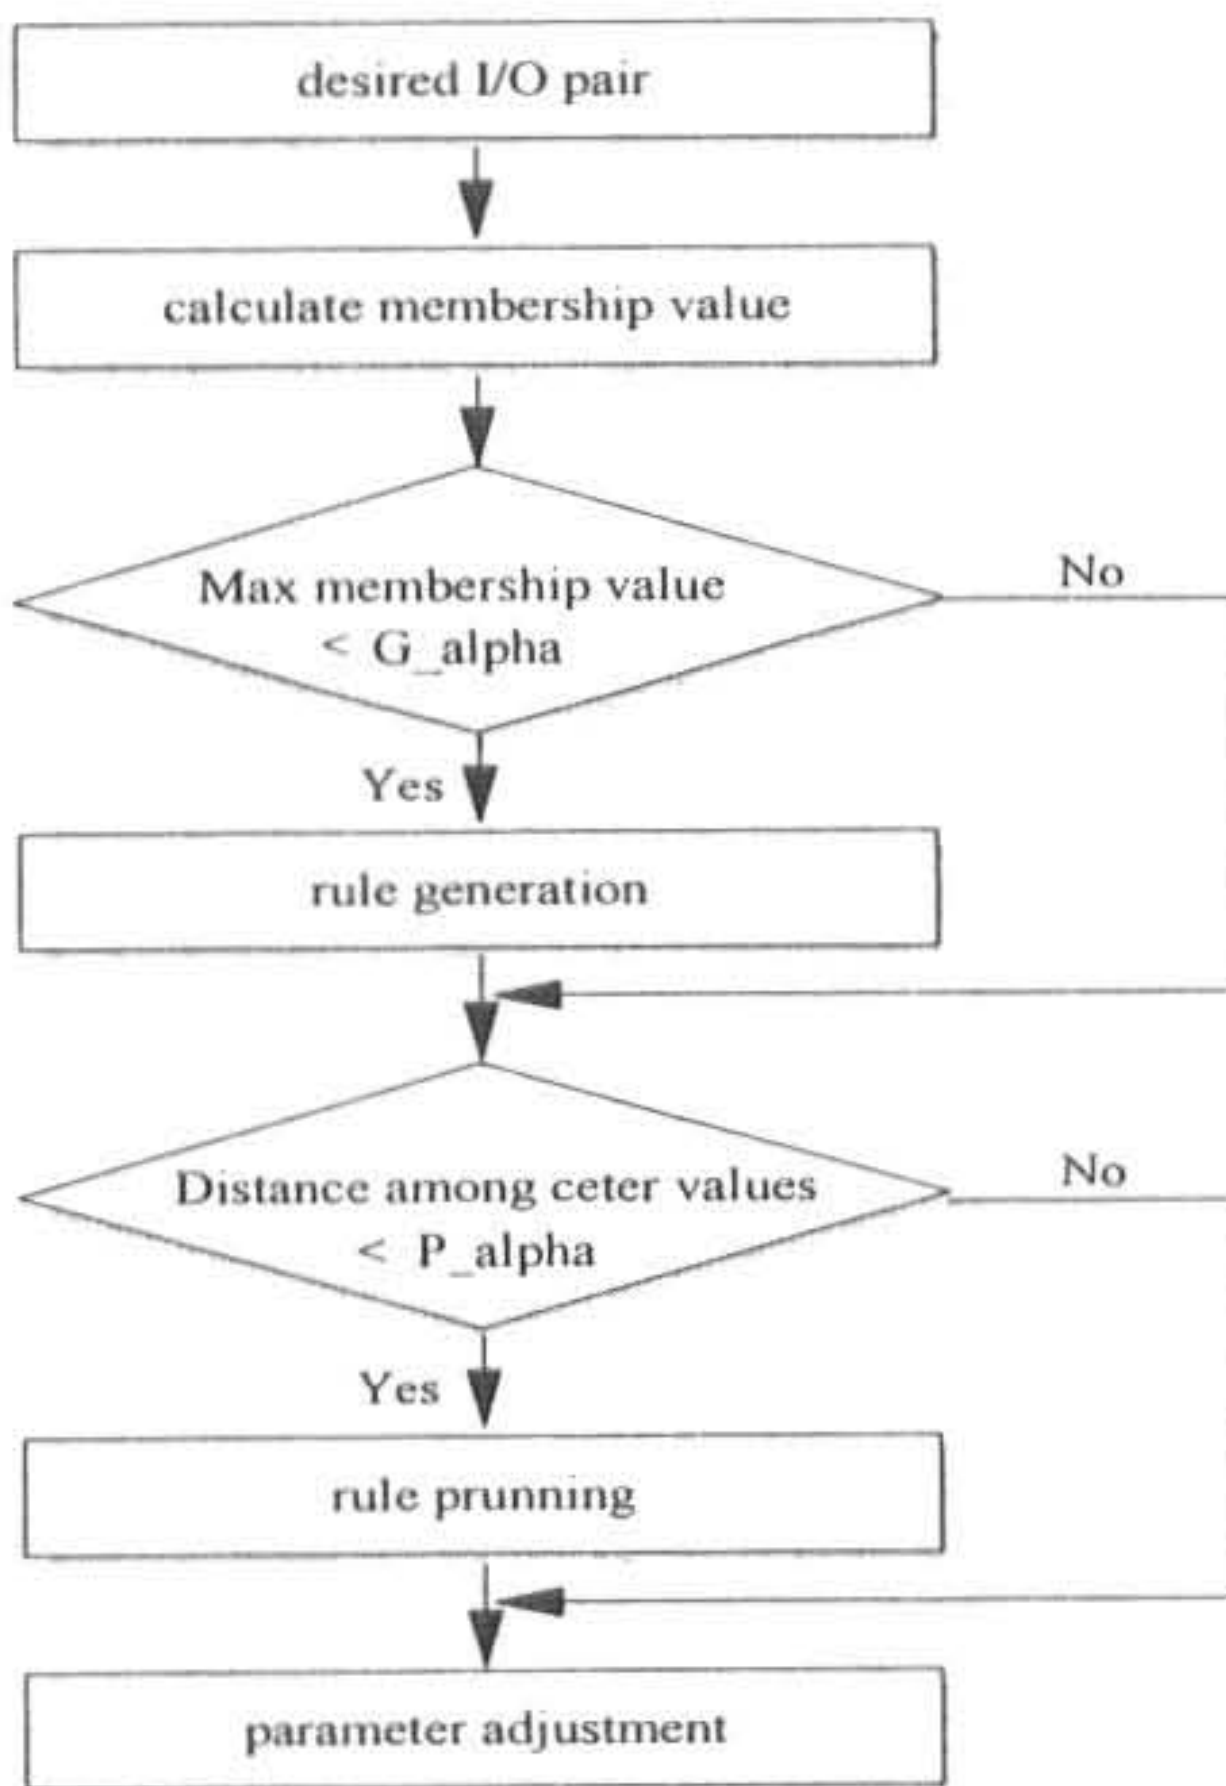 desired I/O pair
calculate membership value
Max membership value
< G_alpha
No
Yes
rule generation
Distance among ceter values
< P_alpha
No
Yes
rule prunning
parameter adjustment